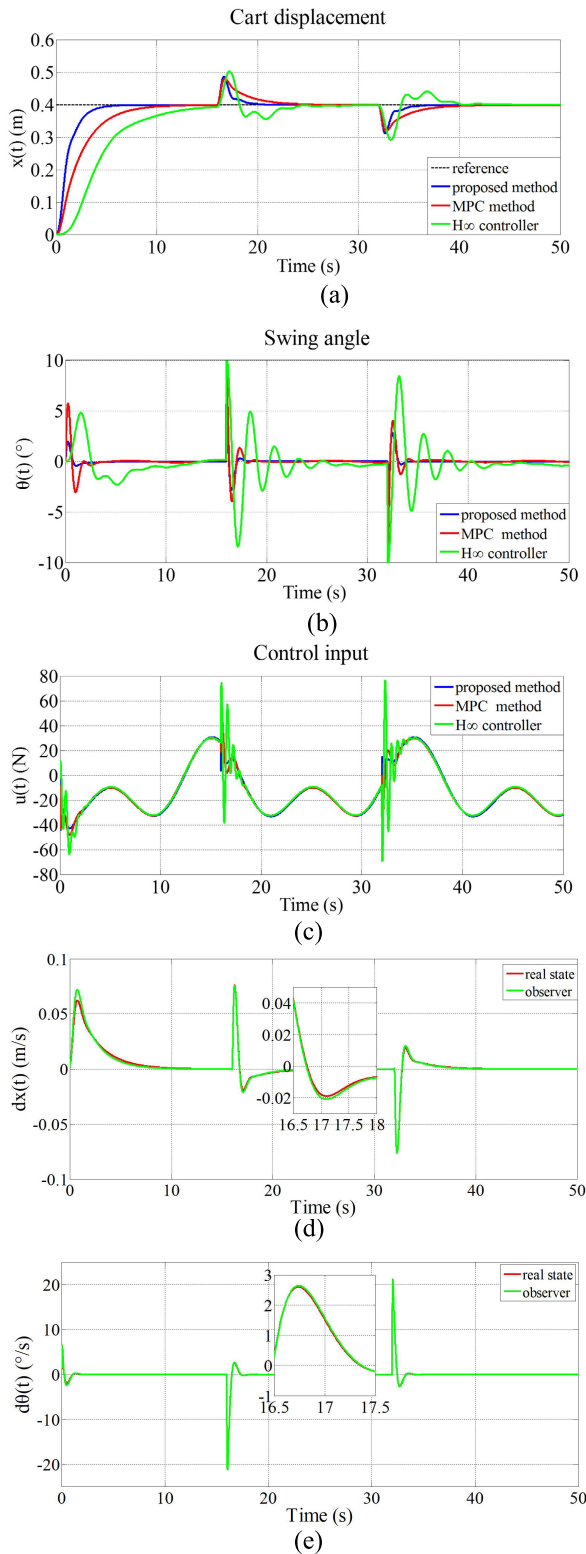 Cart displacement
0.6
0.5
0.4
0.3
0.2
0.1
0
x(t) (m)
reference
proposed method
MPC method
H∞ controller
0 10 20 30 40 50
Time (s)
(a)
Swing angle
10
5
0
-5
-10
θ(t) (°)
proposed method
MPC method
H∞ controller
0 10 20 30 40 50
Time (s)
(b)
Control input
80
60
40
20
0
-20
-40
-60
-80
u(t) (N)
proposed method
MPC method
H∞ controller
0 10 20 30 40 50
Time (s)
(c)
0.1
0.05
0
-0.05
-0.1
dx(t) (m/s)
real state
observer
0.04
0.02
0
-0.02
16.5 17 17.5 18
0 10 20 30 40 50
Time (s)
(d)
20
10
0
-10
-20
dθ(t) (°/s)
real state
observer
3
2
1
0
-1
16.5 17 17.5
0 10 20 30 40 50
Time (s)
(e)